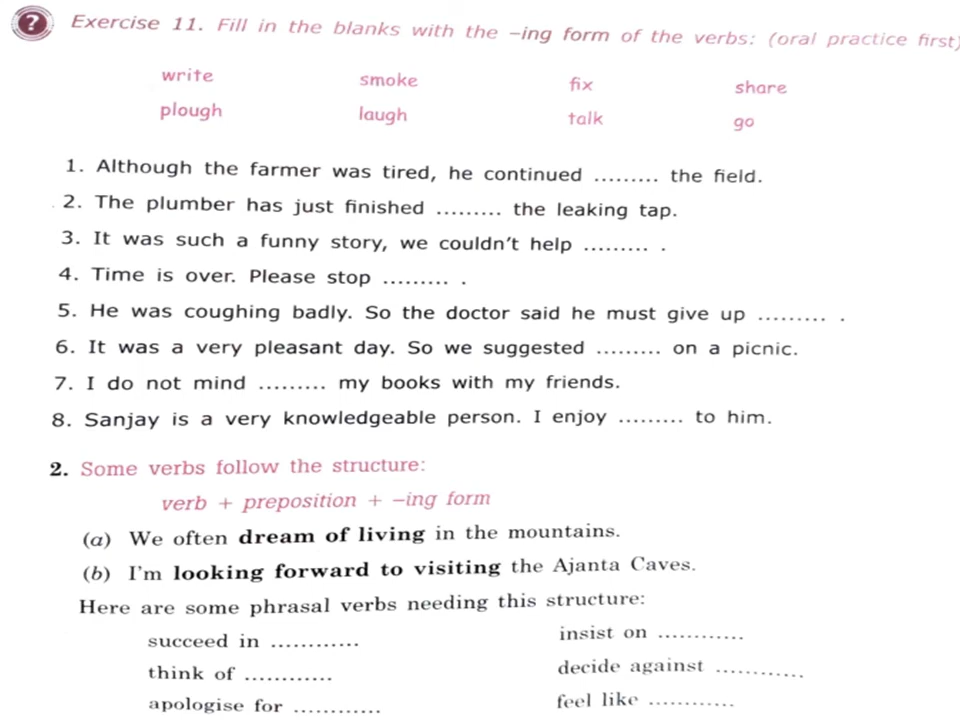 ?
Exercise 11. Fill in the blanks with the –ing form of the verbs: (oral practice first)
write smoke fix share
plough laugh talk go
1. Although the farmer was tired, he continued ......... the field.
2. The plumber has just finished ......... the leaking tap.
3. It was such a funny story, we couldn't help ......... .
4. Time is over. Please stop ......... .
5. He was coughing badly. So the doctor said he must give up ......... .
6. It was a very pleasant day. So we suggested ......... on a picnic.
7. I do not mind ......... my books with my friends.
8. Sanjay is a very knowledgeable person. I enjoy ......... to him.
2. Some verbs follow the structure:
verb + preposition + –ing form
(a) We often dream of living in the mountains.
(b) I'm looking forward to visiting the Ajanta Caves.
Here are some phrasal verbs needing this structure:
succeed in ............ insist on ............
think of ............ decide against ............
apologise for ............ feel like ............